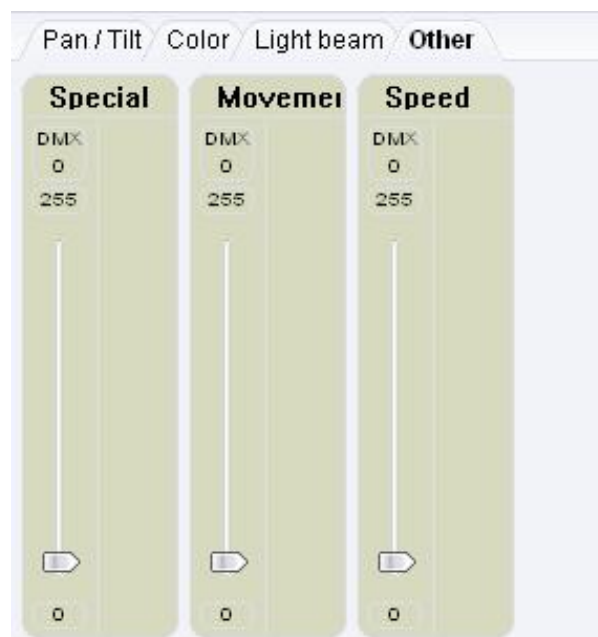 Pan / Tilt Color Light beam Other
Special Movemei Speed
DMX DMX DMX
0 0 0
255 255 255
0 0 0